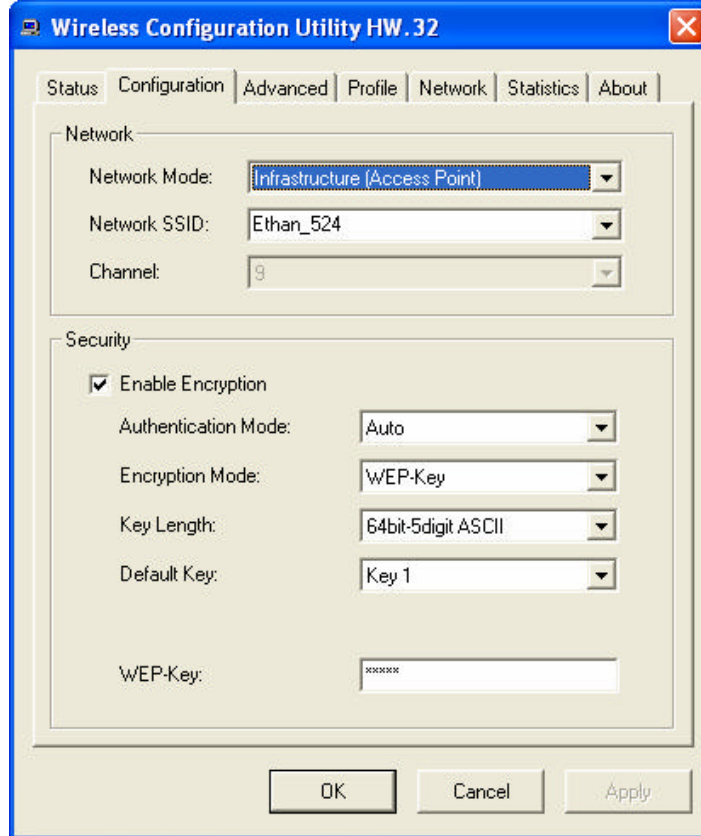 Wireless Configuration Utility HW.32
Status Configuration Advanced Profile Network Statistics About
Network
Network Mode: Infrastructure (Access Point)
Network SSID: Ethan_524
Channel: 9
Security
Enable Encryption
Authentication Mode: Auto
Encryption Mode: WEP-Key
Key Length: 64bit-5digit ASCII
Default Key: Key 1
WEP-Key: *****
OK Cancel Apply